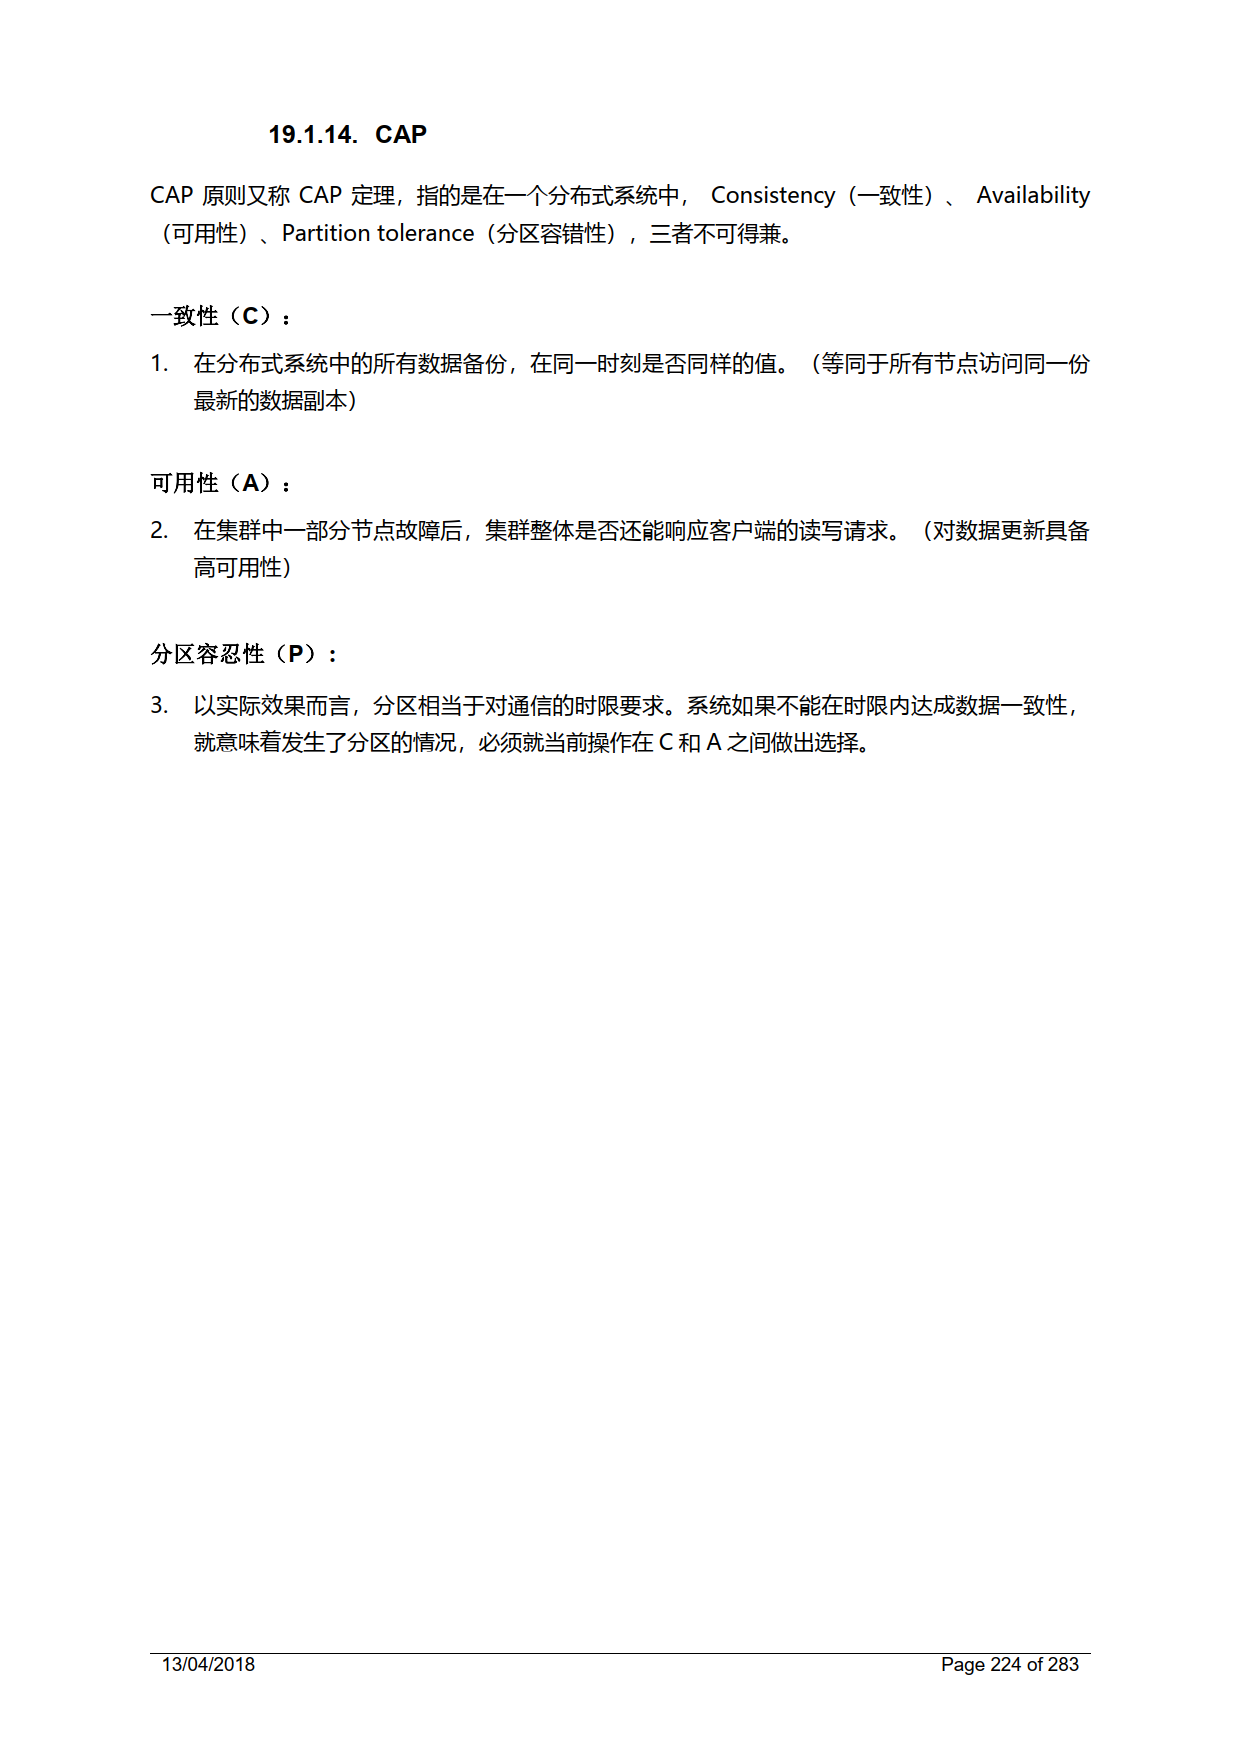 19.1.14. CAP
CAP 原则又称 CAP 定理，指的是在一个分布式系统中， Consistency（一致性）、 Availability
（可用性）、Partition tolerance（分区容错性），三者不可得兼。
一致性（C）：
1. 在分布式系统中的所有数据备份，在同一时刻是否同样的值。（等同于所有节点访问同一份
最新的数据副本）
可用性（A）：
2. 在集群中一部分节点故障后，集群整体是否还能响应客户端的读写请求。（对数据更新具备
高可用性）
分区容忍性（P）:
3. 以实际效果而言，分区相当于对通信的时限要求。系统如果不能在时限内达成数据一致性，
就意味着发生了分区的情况，必须就当前操作在 C 和 A 之间做出选择。
13/04/2018 Page 224 of 283